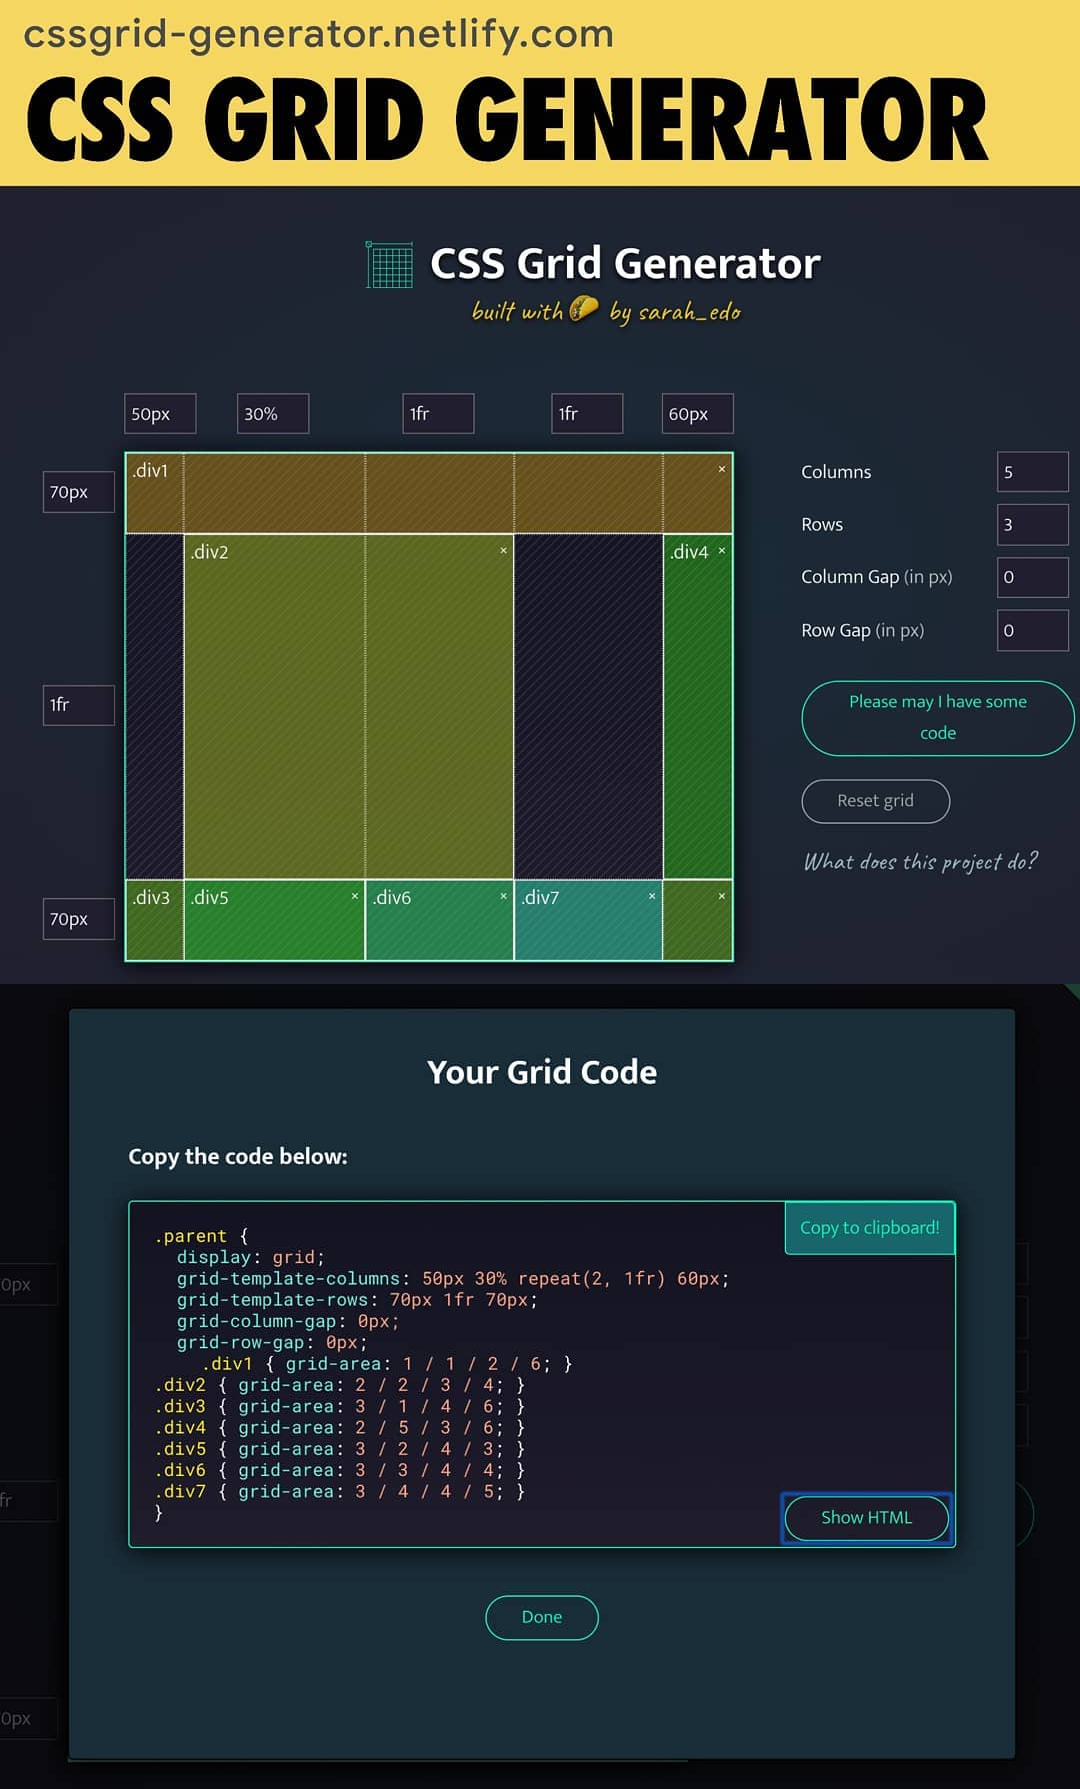 cssgrid-generator.netlify.com
CSS GRID GENERATOR
CSS Grid Generator
built with by sarah_edo
50px 30% 1fr 1fr 60px
70px
.div1 ×
Columns 5
Rows 3
.div2 × .div4 ×
Column Gap (in px) 0
Row Gap (in px) 0
1fr
Please may I have some
code
Reset grid
What does this project do?
70px
.div3 .div5 × .div6 × .div7 × ×
Your Grid Code
Copy the code below:
Copy to clipboard!
.parent {
display: grid;
grid-template-columns: 50px 30% repeat(2, 1fr) 60px;
grid-template-rows: 70px 1fr 70px;
grid-column-gap: 0px;
grid-row-gap: 0px;
.div1 { grid-area: 1 / 1 / 2 / 6; }
.div2 { grid-area: 2 / 2 / 3 / 4; }
.div3 { grid-area: 3 / 1 / 4 / 6; }
.div4 { grid-area: 2 / 5 / 3 / 6; }
.div5 { grid-area: 3 / 2 / 4 / 3; }
.div6 { grid-area: 3 / 3 / 4 / 4; }
.div7 { grid-area: 3 / 4 / 4 / 5; }
}
Show HTML
Done
0px
fr
0px